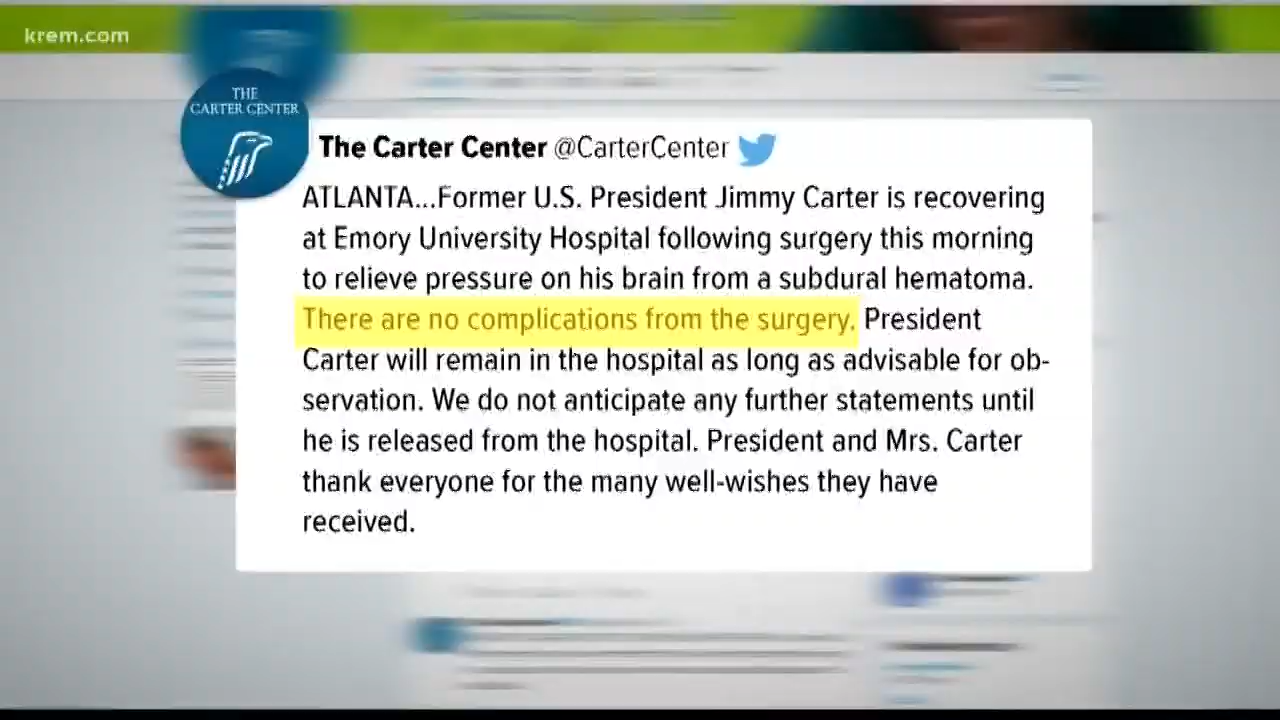 krem.com
THE
CARTER CENTER
The Carter Center @CarterCenter
ATLANTA...Former U.S. President Jimmy Carter is recovering
at Emory University Hospital following surgery this morning
to relieve pressure on his brain from a subdural hematoma.
There are no complications from the surgery. President
Carter will remain in the hospital as long as advisable for ob-
servation. We do not anticipate any further statements until
he is released from the hospital. President and Mrs. Carter
thank everyone for the many well-wishes they have
received.